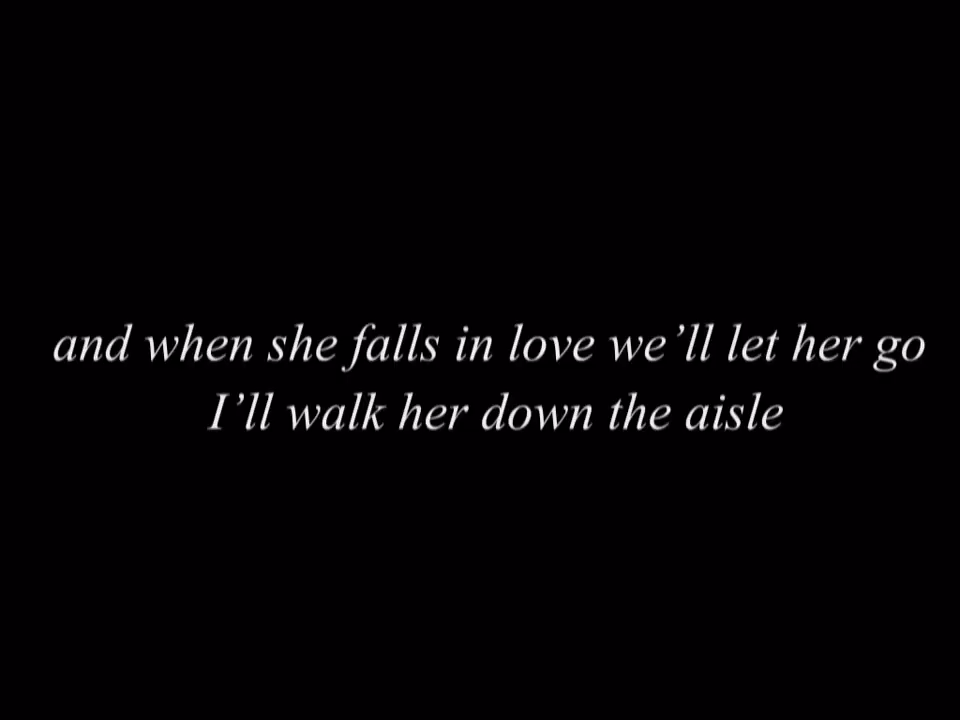 and when she falls in love we’ll let her go
I’ll walk her down the aisle